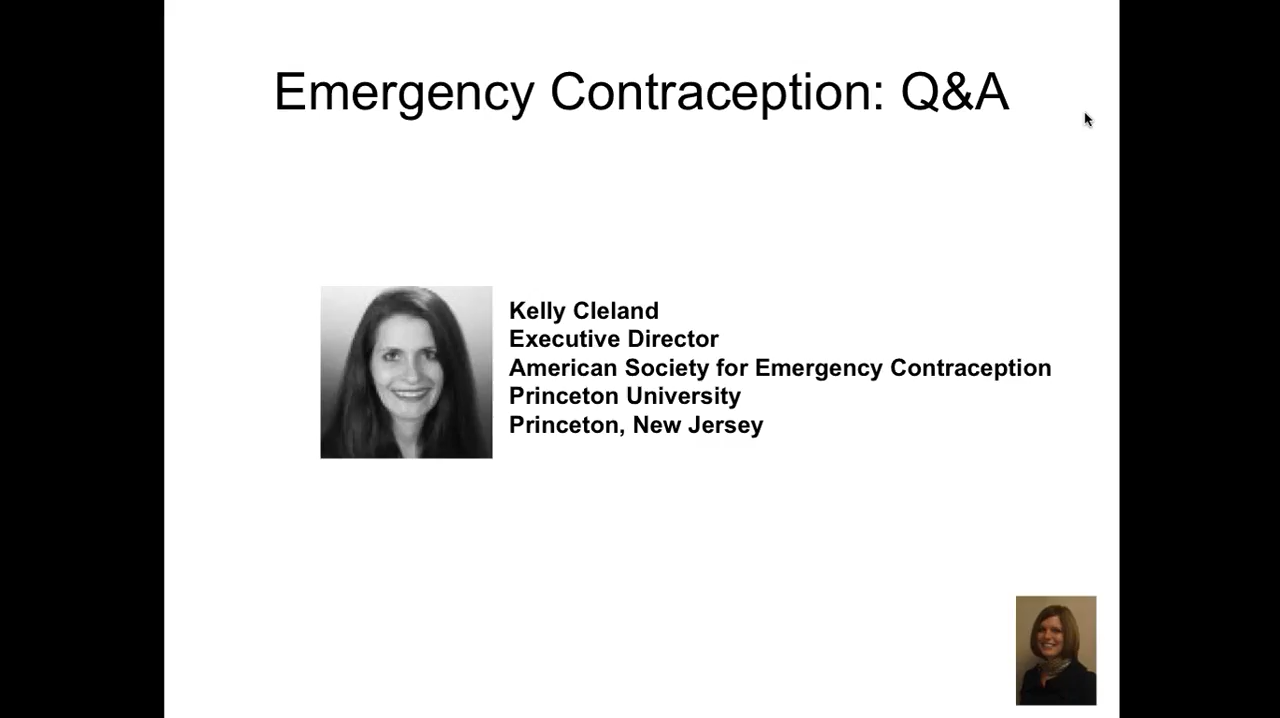 Emergency Contraception: Q&A
Kelly Cleland
Executive Director
American Society for Emergency Contraception
Princeton University
Princeton, New Jersey